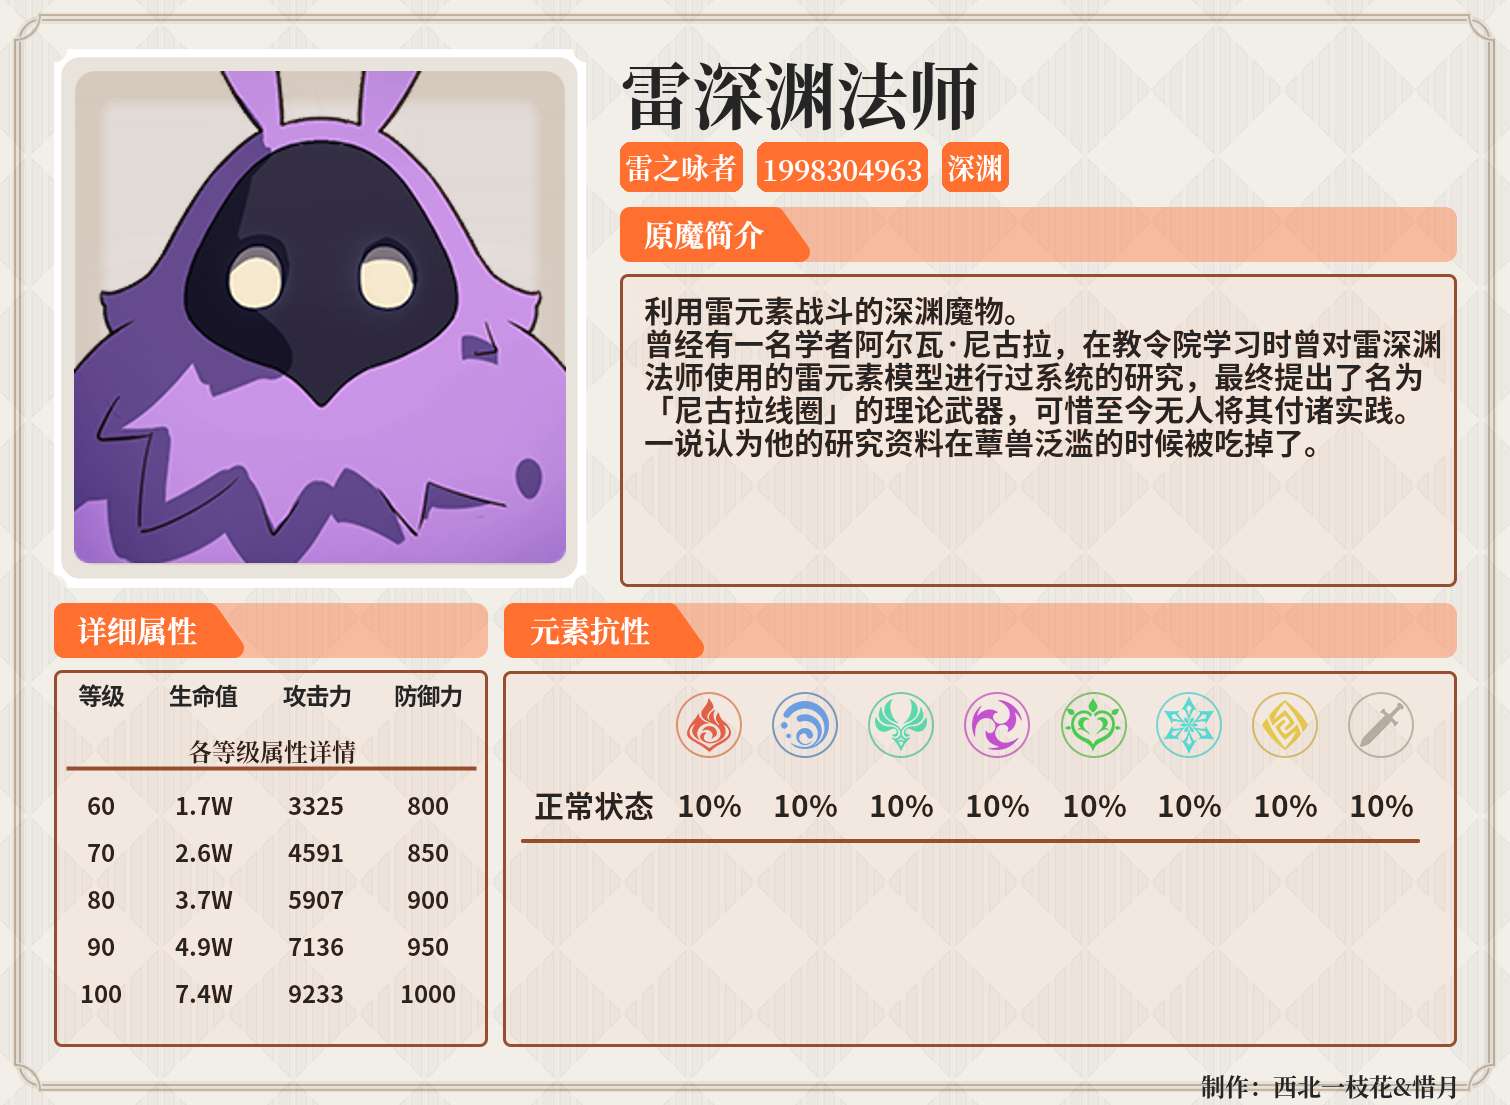 雷深渊法师
雷之咏者 1998304963 深渊
原魔简介
利用雷元素战斗的深渊魔物。
曾经有一名学者阿尔瓦·尼古拉，在教令院学习时曾对雷深渊
法师使用的雷元素模型进行过系统的研究，最终提出了名为
「尼古拉线圈」的理论武器，可惜至今无人将其付诸实践。
一说认为他的研究资料在蕈兽泛滥的时候被吃掉了。
详细属性
等级 生命值 攻击力 防御力
各等级属性详情
60 1.7W 3325 800
70 2.6W 4591 850
80 3.7W 5907 900
90 4.9W 7136 950
100 7.4W 9233 1000
元素抗性
正常状态 10% 10% 10% 10% 10% 10% 10% 10%
制作：西北一枝花&惜月